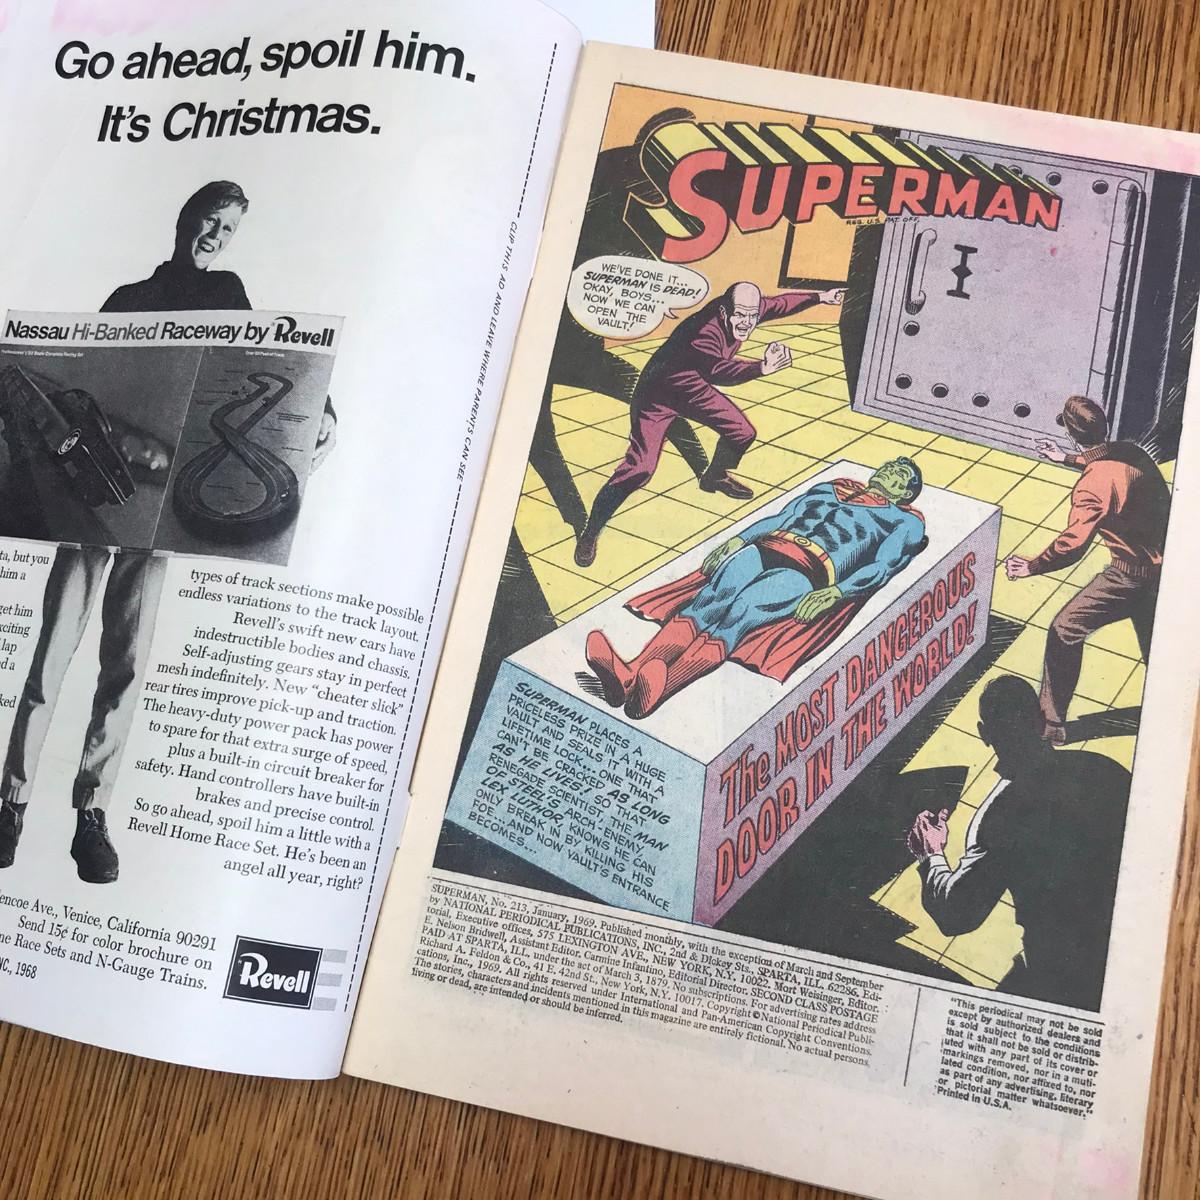 Go ahead, spoil him.
It's Christmas.
CLIP THIS AD AND LEAVE WHERE PARENTS CAN SEE
Nassau Hi-Banked Raceway by Revell
ta, but you
him a
get him
citing
lap
d a
ked
types of track sections make possible
endless variations to the track layout.
Revell's swift new cars have
indestructible bodies and chassis.
Self-adjusting gears stay in perfect
mesh indefinitely. New "cheater slick"
rear tires improve pick-up and traction.
The heavy-duty power pack has power
to spare for that extra surge of speed,
plus a built-in circuit breaker for
safety. Hand controllers have built-in
brakes and precise control.
So go ahead, spoil him a little with a
Revell Home Race Set. He's been an
angel all year, right?
encoe Ave., Venice, California 90291
Send 15¢ for color brochure on
ne Race Sets and N-Gauge Trains.
NC, 1968
Revell
SUPERMAN
REG. U.S. PAT. OFF.
WE'VE DONE IT...
SUPERMAN IS DEAD!
OKAY, BOYS...
NOW WE CAN
OPEN THE
VAULT!
SUPERMAN PLACES A
PRICELESS PRIZE IN A HUGE
VAULT AND SEALS IT WITH A
LIFETIME LOCK... ONE THAT
CAN'T BE CRACKED AS LONG
AS HE LIVES! SO THAT
RENEGADE SCIENTIST, THE MAN
OF STEEL'S ARCH-ENEMY
LEX LUTHOR, KNOWS HE CAN
ONLY BREAK IN BY KILLING HIS
FOE... AND NOW VAULT'S ENTRANCE
BECOMES...
The MOST DANGEROUS
DOOR IN THE WORLD!
SUPERMAN, No. 213, January, 1969. Published monthly, with the exception of March and September
by NATIONAL PERIODICAL PUBLICATIONS, INC. 2nd & Dickey Sts., SPARTA, ILL. 62286. Edi-
torial, Executive offices, 575 LEXINGTON AVE., NEW YORK, N.Y. 10022. Mort Weisinger, Editor.
E. Nelson Bridwell, Assistant Editor. Carmine Infantino, Editorial Director. SECOND CLASS POSTAGE
PAID AT SPARTA, ILL. under the act of March 3, 1879. No subscriptions. For advertising rates address
Richard A. Feldon & Co., 41 E. 42nd St., New York, N.Y. 10017. Copyright © National Periodical Publi-
cations, Inc., 1969. All rights reserved under International and Pan-American Copyright Conventions.
The stories, characters and incidents mentioned in this magazine are entirely fictional. No actual persons,
living or dead, are intended or should be inferred.
"This periodical may not be sold
except by authorized dealers and
is sold subject to the conditions
that it shall not be sold or distrib-
uted with any part of its cover or
markings removed, nor in a muti-
lated condition, nor affixed to, nor
as part of any advertising, literary
or pictorial matter whatsoever."
Printed in U.S.A.